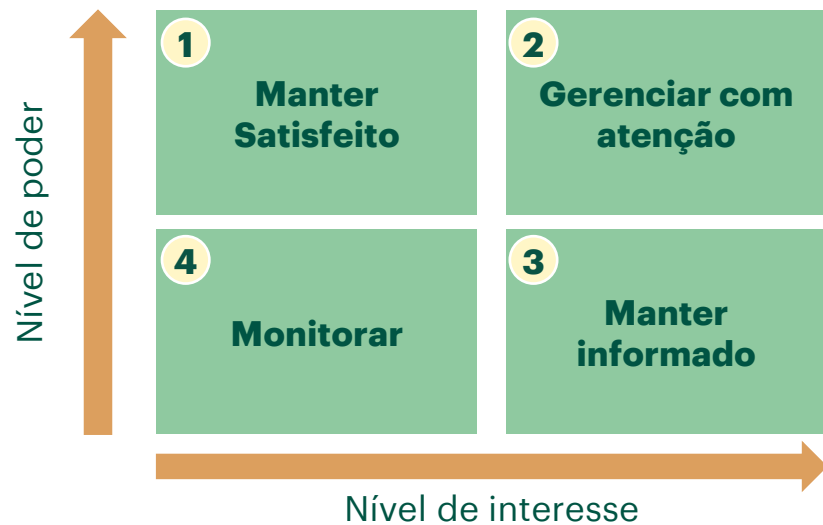 Nível de poder
1
Manter
Satisfeito
2
Gerenciar com
atenção
4
Monitorar
3
Manter
informado
Nível de interesse